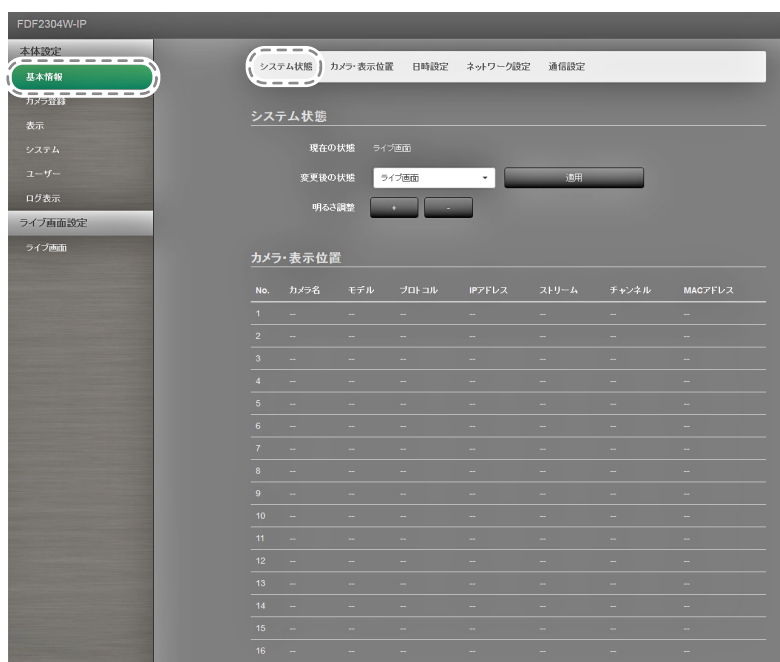 FDF2304W-IP
本体設定
基本情報
カメラ登録
表示
システム
ユーザー
ログ表示
ライブ画面設定
ライブ画面
システム状態 カメラ・表示位置 日時設定 ネットワーク設定 通信設定
システム状態
現在の状態 ライブ画面
変更後の状態 ライブ画面 適用
明るさ調整 + -
カメラ・表示位置
No. カメラ名 モデル プロトコル IPアドレス ストリーム チャンネル MACアドレス
1 -- -- -- -- -- -- --
2 -- -- -- -- -- -- --
3 -- -- -- -- -- -- --
4 -- -- -- -- -- -- --
5 -- -- -- -- -- -- --
6 -- -- -- -- -- -- --
7 -- -- -- -- -- -- --
8 -- -- -- -- -- -- --
9 -- -- -- -- -- -- --
10 -- -- -- -- -- -- --
11 -- -- -- -- -- -- --
12 -- -- -- -- -- -- --
13 -- -- -- -- -- -- --
14 -- -- -- -- -- -- --
15 -- -- -- -- -- -- --
16 -- -- -- -- -- -- --